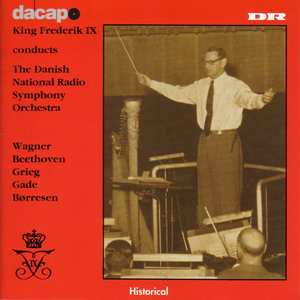 dacapo
DR
King Frederik IX
conducts
The Danish
National Radio
Symphony
Orchestra
Wagner
Beethoven
Grieg
Gade
Børresen
Historical